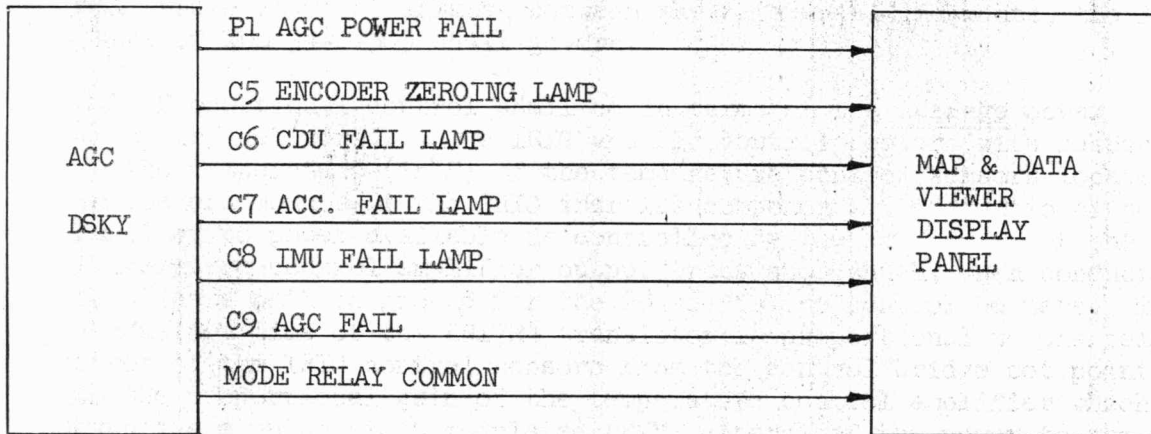 P1 AGC POWER FAIL
C5 ENCODER ZEROING LAMP
C6 CDU FAIL LAMP
AGC
DSKY
C7 ACC. FAIL LAMP
C8 IMU FAIL LAMP
C9 AGC FAIL
MODE RELAY COMMON
MAP & DATA
VIEWER
DISPLAY
PANEL